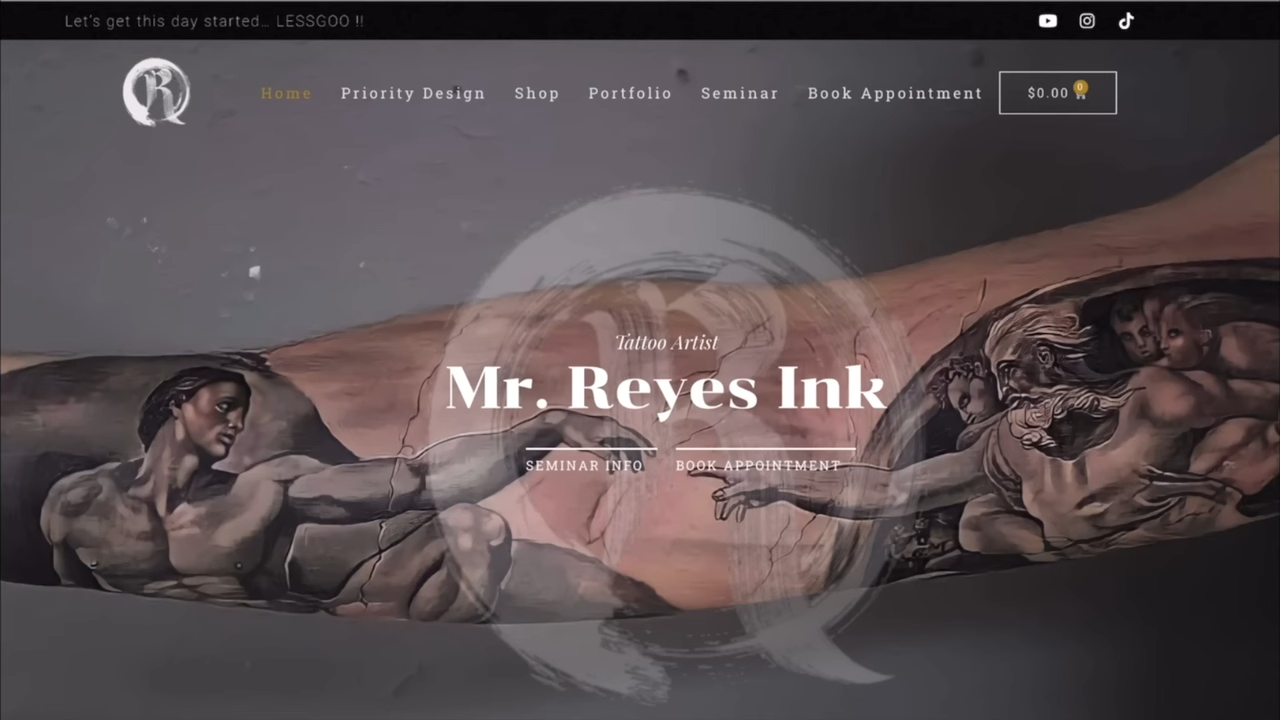 Let's get this day started... LESSGOO !!
R
Home Priority Design Shop Portfolio Seminar Book Appointment $0.00 0
Tattoo Artist
Mr. Reyes Ink
SEMINAR INFO BOOK APPOINTMENT